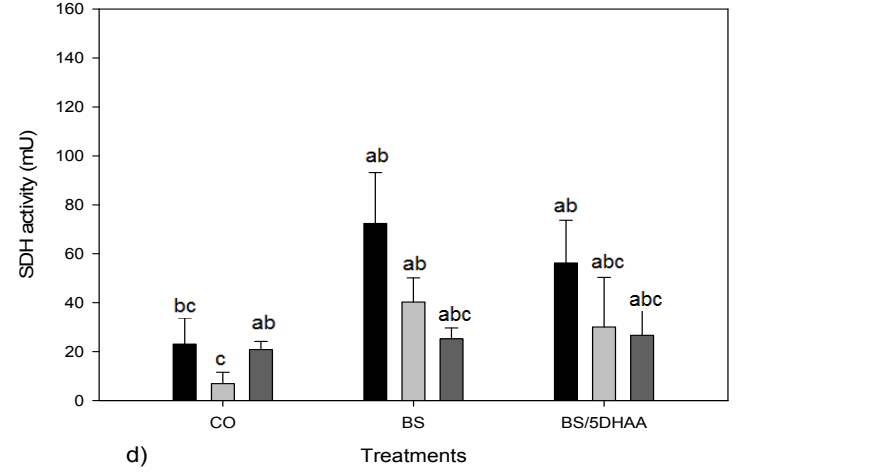 160
140
120
100
80
60
40
20
0
SDH activity (mU)
bc
c
ab
ab
ab
abc
ab
abc
abc
CO BS BS/5DHAA
d) Treatments